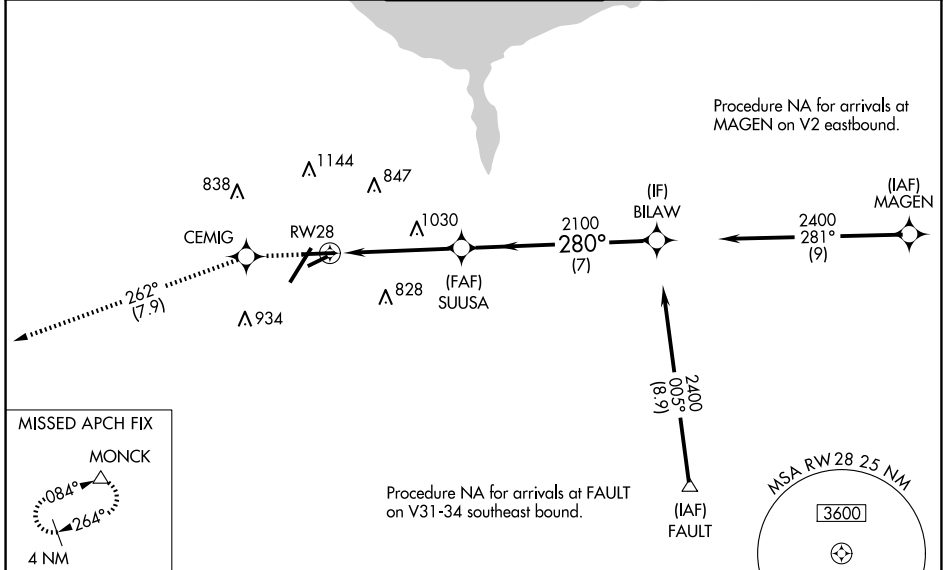 Procedure NA for arrivals at
MAGEN on V2 eastbound.
1144
847
838
(IAF)
MAGEN
(IF)
BILAW
1030
2100
280°
(7)
2400
281°
(9)
CEMIG
RW28
(FAF)
SUUSA
828
262°
(7.9)
934
2400
005°
(8.9)
MISSED APCH FIX
MONCK
084°
264°
4 NM
Procedure NA for arrivals at FAULT
on V31-34 southeast bound.
(IAF)
FAULT
MSA RW 28 25 NM
3600